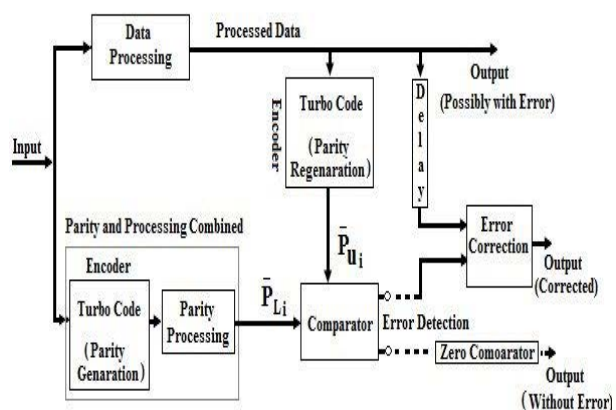 Data
Processing
Processed Data
Output
(Possibly with Error)
Delay
Encoder
Turbo Code
(Parity
Regenaration)
Input
Parity and Processing Combined
Encoder
Turbo Code
(Parity
Genaration)
Parity
Processing
P̄Li
P̄ui
Comparator
Error
Correction
Output
(Corrected)
Error Detection
Zero Comoarator
Output
(Without Error)